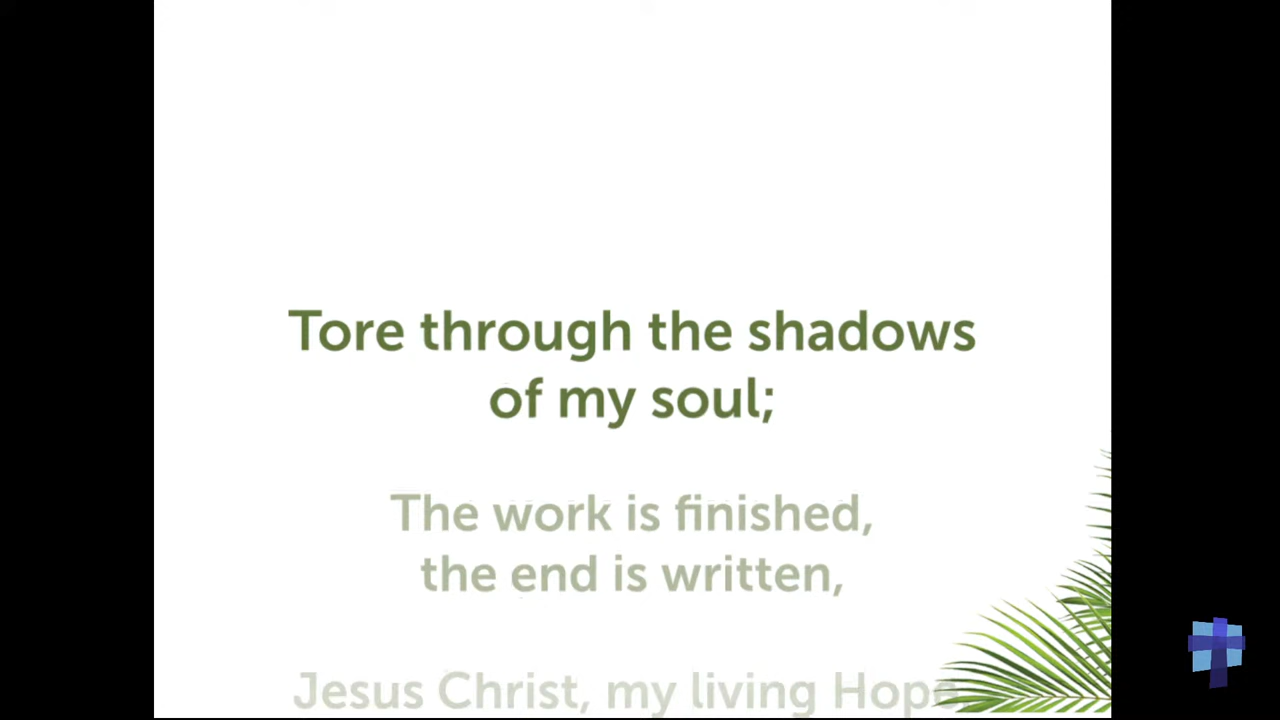 Tore through the shadows
of my soul;
The work is finished,
the end is written,
Jesus Christ, my living Hope